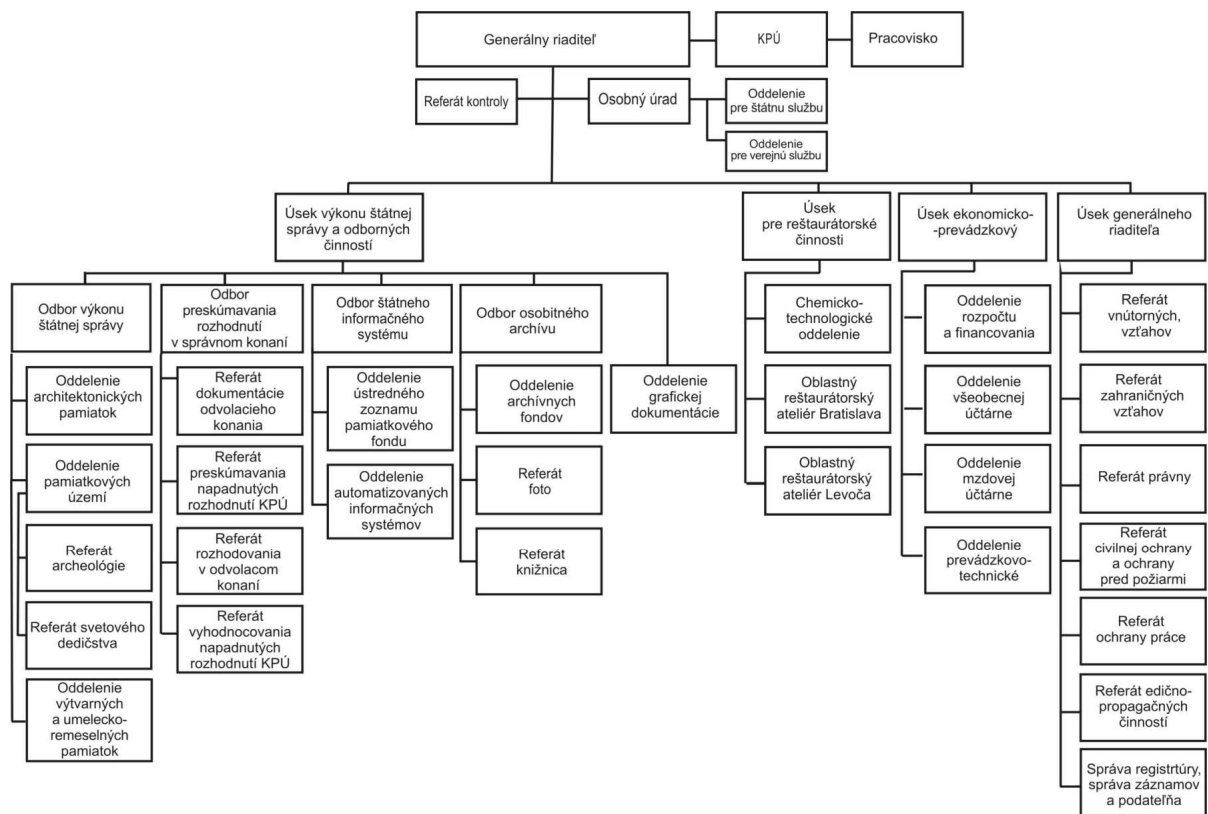 Generálny riaditeľ
KPÚ
Pracovisko
Referát kontroly
Osobný úrad
Oddelenie
pre štátnu službu
Oddelenie
pre verejnú službu
Úsek výkonu štátnej
správy a odborných
činností
Úsek
pre reštaurátorské
činnosti
Úsek ekonomicko-
-prevádzkový
Úsek generálneho
riaditeľa
Odbor výkonu
štátnej správy
Oddelenie
architektonických
pamiatok
Oddelenie
pamiatkových
území
Referát
archeológie
Referát svetového
dedičstva
Oddelenie
výtvarných
a umelecko-
remeselných
pamiatok
Odbor
preskúmavania
rozhodnutí
v správnom konaní
Referát
dokumentácie
odvolacieho
konania
Referát
preskúmavania
napadnutých
rozhodnutí KPÚ
Referát
rozhodovania
v odvolacom
konaní
Referát
vyhodnocovania
napadnutých
rozhodnutí KPÚ
Odbor štátneho
informačného
systému
Oddelenie
ústredného
zoznamu
pamiatkového
fondu
Oddelenie
automatizovaných
informačných
systémov
Odbor osobitného
archívu
Oddelenie
archívnych
fondov
Referát
foto
Referát
knižnica
Oddelenie
grafickej
dokumentácie
Chemicko-
technologické
oddelenie
Oblastný
reštaurátorský
ateliér Bratislava
Oblastný
reštaurátorský
ateliér Levoča
Oddelenie
rozpočtu
a financovania
Oddelenie
všeobecnej
účtárne
Oddelenie
mzdovej
účtárne
Oddelenie
prevádzkovo-
technické
Referát
vnútorných,
vzťahov
Referát
zahraničných
vzťahov
Referát právny
Referát
civilnej ochrany
a ochrany
pred požiarmi
Referát
ochrany práce
Referát edično-
propagačných
činností
Správa registrtúry,
správa záznamov
a podateľňa